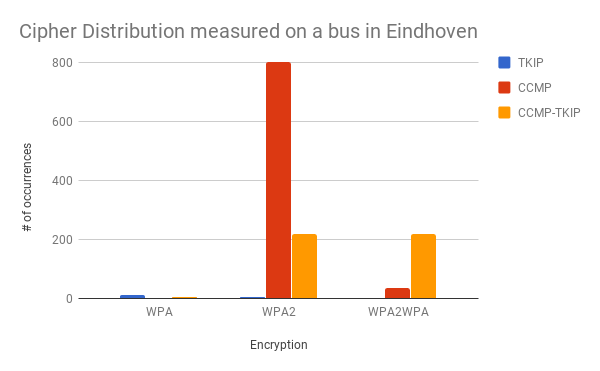 Cipher Distribution measured on a bus in Eindhoven
800
600
400
200
0
# of occurrences
WPA
WPA2
WPA2WPA
Encryption
TKIP
CCMP
CCMP-TKIP